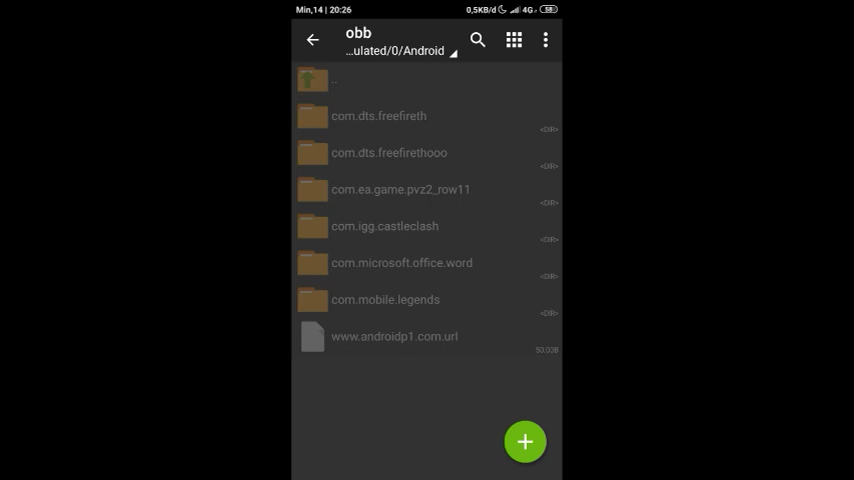 Min,14 | 20:26
0,5KB/d
4G
58
obb
...ulated/0/Android
..
com.dts.freefireth
<DIR>
com.dts.freefirethooo
<DIR>
com.ea.game.pvz2_row11
<DIR>
com.igg.castleclash
<DIR>
com.microsoft.office.word
<DIR>
com.mobile.legends
<DIR>
www.androidp1.com.url
50.00B